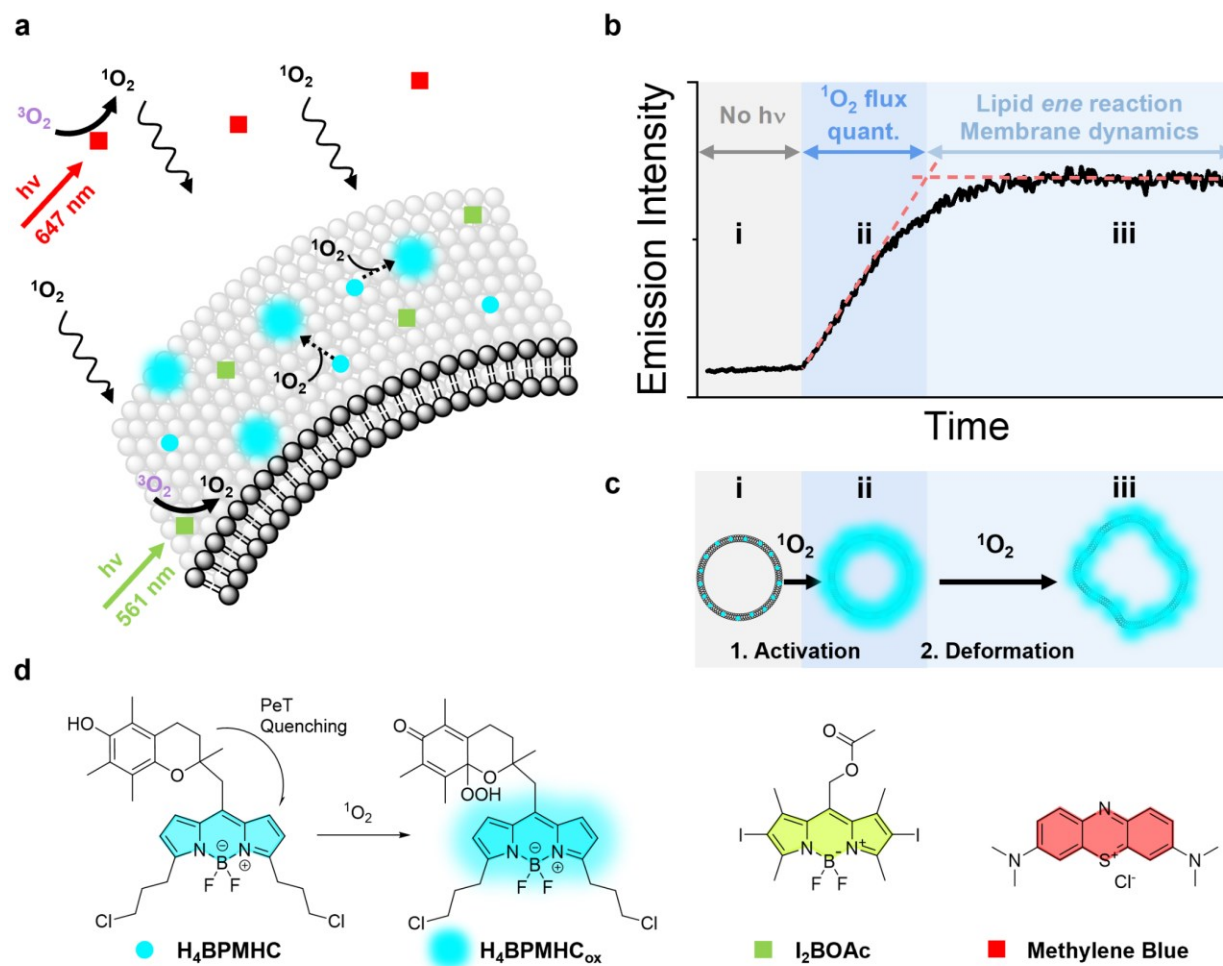 a
¹O₂
³O₂
hν
647 nm
¹O₂
¹O₂
¹O₂
¹O₂
³O₂
¹O₂
hν
561 nm
b
Emission Intensity
No hν
¹O₂ flux
quant.
Lipid ene reaction
Membrane dynamics
i
ii
iii
Time
c
i
ii
iii
¹O₂
¹O₂
1. Activation
2. Deformation
d
HO
O
PeT
Quenching
¹O₂
N
B
N
⊖
⊕
F
F
Cl
Cl
H₄BPMHC
O
O
OOH
N
B
N
⊖
⊕
F
F
Cl
Cl
H₄BPMHCox
O
O
I
I
N
B
-
N
+
F
F
I₂BOAc
N
N
S
+
N
Cl⁻
Methylene Blue